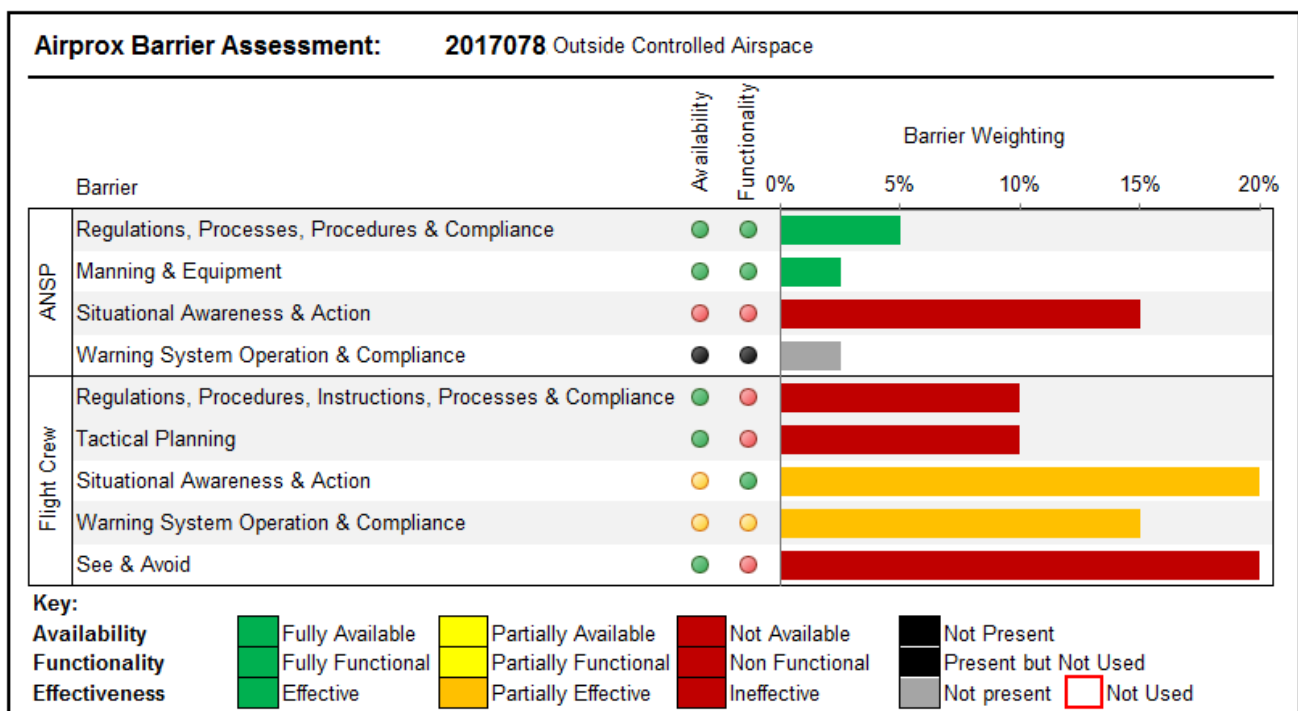 Airprox Barrier Assessment: 2017078 Outside Controlled Airspace
Availability
Functionality
Barrier Weighting
Barrier
0% 5% 10% 15% 20%
ANSP
Regulations, Processes, Procedures & Compliance
Manning & Equipment
Situational Awareness & Action
Warning System Operation & Compliance
Flight Crew
Regulations, Procedures, Instructions, Processes & Compliance
Tactical Planning
Situational Awareness & Action
Warning System Operation & Compliance
See & Avoid
Key:
Availability Fully Available Partially Available Not Available Not Present
Functionality Fully Functional Partially Functional Non Functional Present but Not Used
Effectiveness Effective Partially Effective Ineffective Not present Not Used